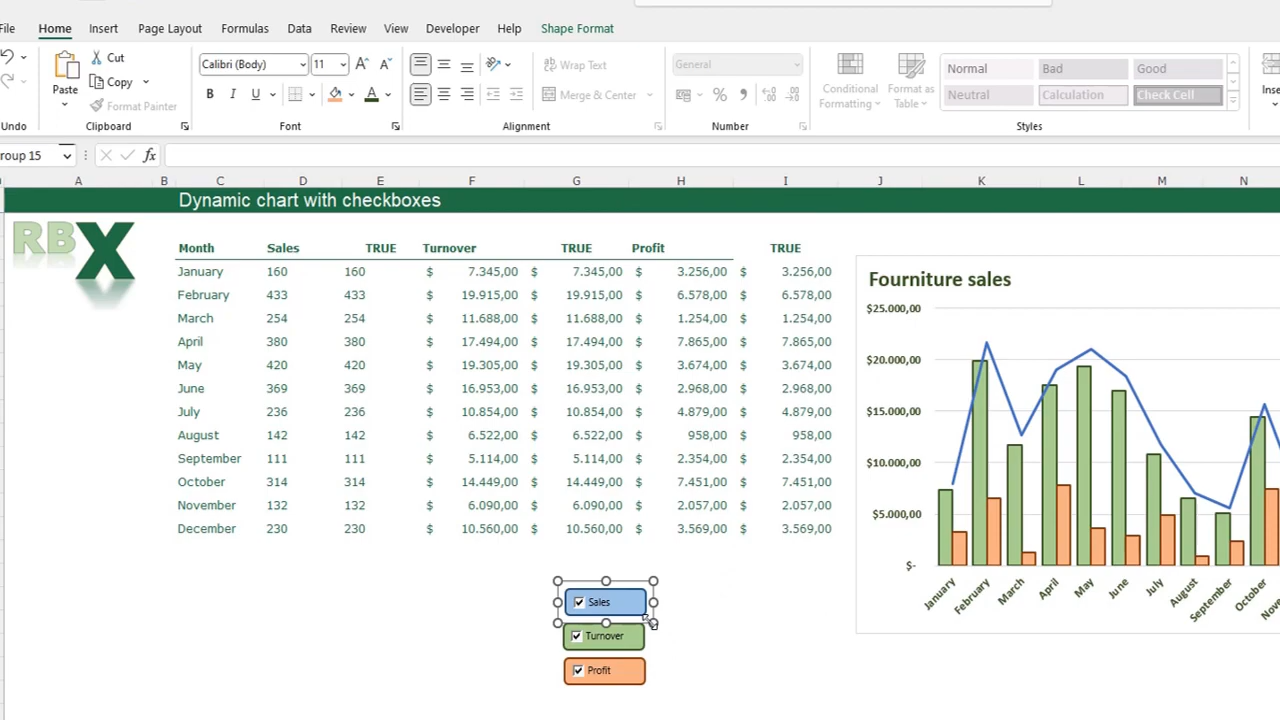 File Home Insert Page Layout Formulas Data Review View Developer Help Shape Format
Cut
Copy
Format Painter
Paste
Calibri (Body) 11
B I U
Wrap Text
Merge & Center
General
Conditional Formatting
Format as Table
Normal Bad Good
Neutral Calculation Check Cell
Undo Clipboard Font Alignment Number Styles
roup 15 fx
A B C D E F G H I J K L M N
Dynamic chart with checkboxes
RBX
Month Sales TRUE Turnover TRUE Profit TRUE
January 160 160 $ 7.345,00 $ 7.345,00 $ 3.256,00 $ 3.256,00
February 433 433 $ 19.915,00 $ 19.915,00 $ 6.578,00 $ 6.578,00
March 254 254 $ 11.688,00 $ 11.688,00 $ 1.254,00 $ 1.254,00
April 380 380 $ 17.494,00 $ 17.494,00 $ 7.865,00 $ 7.865,00
May 420 420 $ 19.305,00 $ 19.305,00 $ 3.674,00 $ 3.674,00
June 369 369 $ 16.953,00 $ 16.953,00 $ 2.968,00 $ 2.968,00
July 236 236 $ 10.854,00 $ 10.854,00 $ 4.879,00 $ 4.879,00
August 142 142 $ 6.522,00 $ 6.522,00 $ 958,00 $ 958,00
September 111 111 $ 5.114,00 $ 5.114,00 $ 2.354,00 $ 2.354,00
October 314 314 $ 14.449,00 $ 14.449,00 $ 7.451,00 $ 7.451,00
November 132 132 $ 6.090,00 $ 6.090,00 $ 2.057,00 $ 2.057,00
December 230 230 $ 10.560,00 $ 10.560,00 $ 3.569,00 $ 3.569,00
Fourniture sales
$25.000,00
$20.000,00
$15.000,00
$10.000,00
$5.000,00
$-
January February March April May June July August September October
Sales
Turnover
Profit